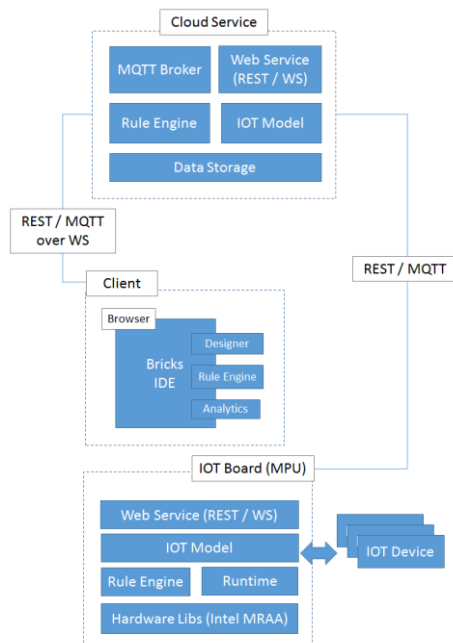 Cloud Service
MQTT Broker
Web Service
(REST / WS)
Rule Engine
IOT Model
Data Storage
REST / MQTT
over WS
REST / MQTT
Client
Browser
Bricks
IDE
Designer
Rule Engine
Analytics
IOT Board (MPU)
Web Service (REST / WS)
IOT Model
Rule Engine
Runtime
Hardware Libs (Intel MRAA)
IOT Device